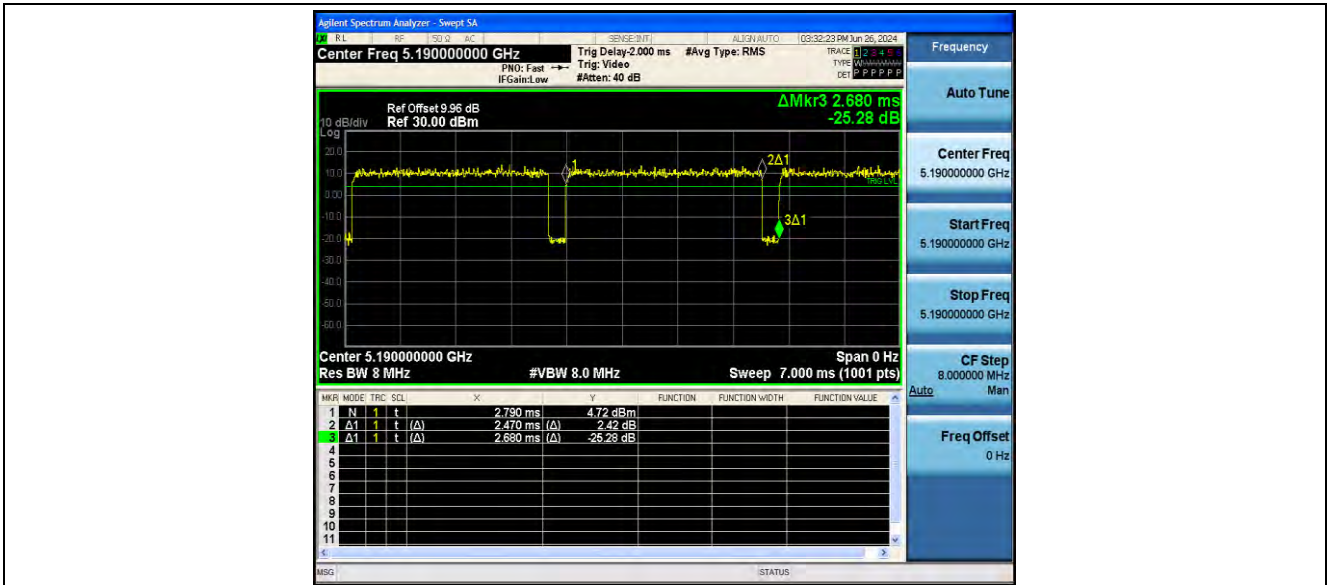 Agilent Spectrum Analyzer - Swept SA
RL RF 50 Ω AC SENSE:INT ALIGN AUTO 03:32:23 PM Jun 26, 2024
Center Freq 5.190000000 GHz
PNO: Fast
IFGain:Low
Trig Delay-2.000 ms
Trig: Video
#Atten: 40 dB
#Avg Type: RMS
TRACE 1 2 3 4 5 6
TYPE W
DET P P P P P P
Frequency
Auto Tune
Center Freq
5.190000000 GHz
Start Freq
5.190000000 GHz
Stop Freq
5.190000000 GHz
CF Step
8.000000 MHz
Auto Man
Freq Offset
0 Hz
ΔMkr3 2.680 ms
-25.28 dB
Ref Offset 9.96 dB
10 dB/div Ref 30.00 dBm
Log
20.0
10.0
0.00
-10.0
-20.0
-30.0
-40.0
-50.0
-60.0
1
2Δ1
3Δ1
TRIG LVL
Center 5.190000000 GHz Span 0 Hz
Res BW 8 MHz #VBW 8.0 MHz Sweep 7.000 ms (1001 pts)
MKR MODE TRC SCL X Y FUNCTION FUNCTION WIDTH FUNCTION VALUE
1 N 1 t 2.790 ms 4.72 dBm
2 Δ1 1 t (Δ) 2.470 ms (Δ) 2.42 dB
3 Δ1 1 t (Δ) 2.680 ms (Δ) -25.28 dB
4
5
6
7
8
9
10
11
MSG STATUS